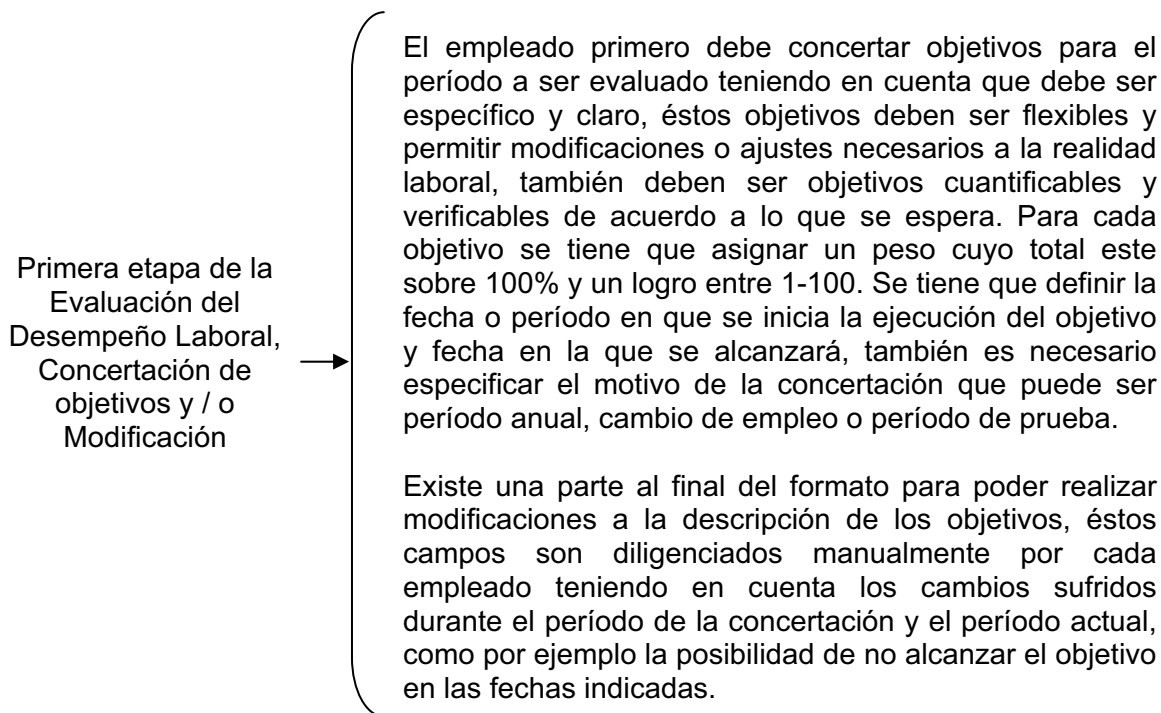 Primera etapa de la
Evaluación del
Desempeño Laboral,
Concertación de
objetivos y / o
Modificación
El empleado primero debe concertar objetivos para el
período a ser evaluado teniendo en cuenta que debe ser
específico y claro, éstos objetivos deben ser flexibles y
permitir modificaciones o ajustes necesarios a la realidad
laboral, también deben ser objetivos cuantificables y
verificables de acuerdo a lo que se espera. Para cada
objetivo se tiene que asignar un peso cuyo total este
sobre 100% y un logro entre 1-100. Se tiene que definir la
fecha o período en que se inicia la ejecución del objetivo
y fecha en la que se alcanzará, también es necesario
especificar el motivo de la concertación que puede ser
período anual, cambio de empleo o período de prueba.
Existe una parte al final del formato para poder realizar
modificaciones a la descripción de los objetivos, éstos
campos son diligenciados manualmente por cada
empleado teniendo en cuenta los cambios sufridos
durante el período de la concertación y el período actual,
como por ejemplo la posibilidad de no alcanzar el objetivo
en las fechas indicadas.